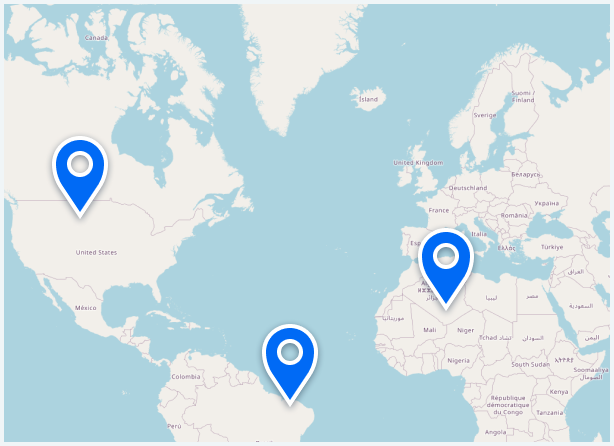 Canada
Ísland
Suomi /
Finland
Sverige
United Kingdom
Беларусь
Deutschland
Україна
France
România
Italia
Ελλάς
Türkiye
United States
العراق
ليبيا
مصر
السعودية
México
موريتانيا
Mali
Niger
Tchad تشاد
السودان
اليمن
Nigeria
South Sudan
Soomaaliya
الصومال
Colombia
Kenya
République
démocratique
du Congo
Tanzania
Perú
Angola